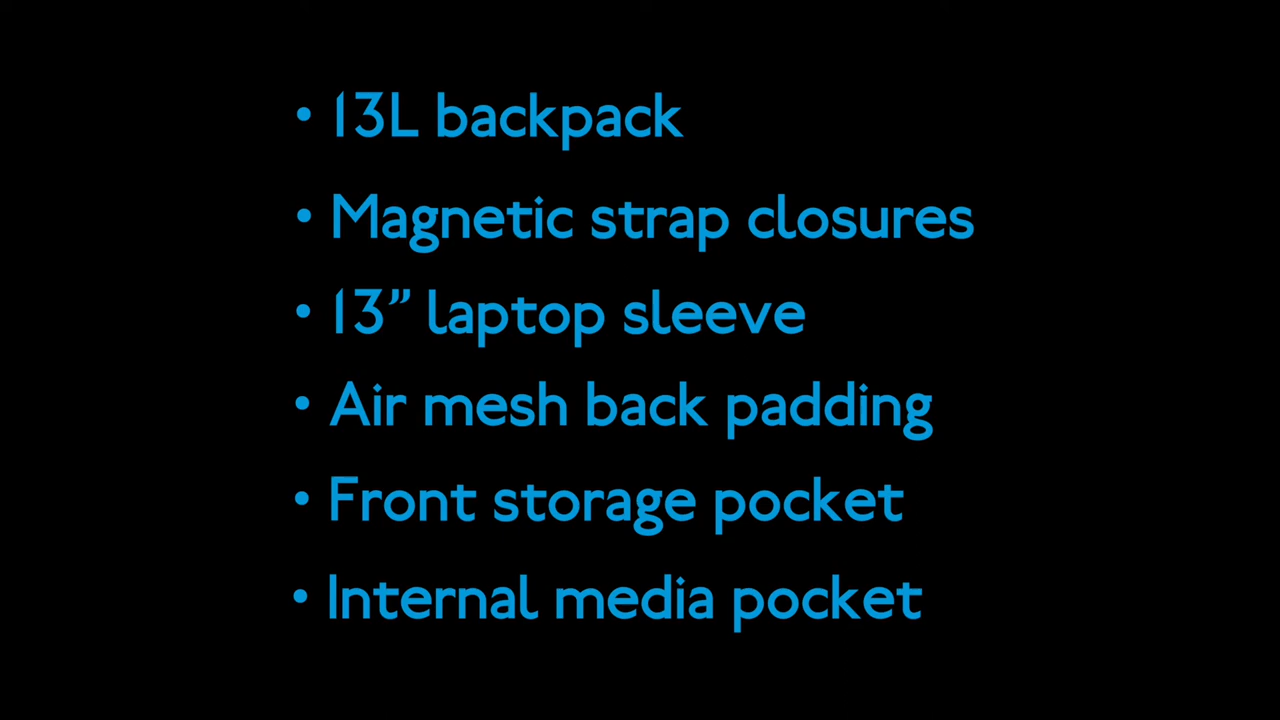 • 13L backpack
• Magnetic strap closures
• 13” laptop sleeve
• Air mesh back padding
• Front storage pocket
• Internal media pocket